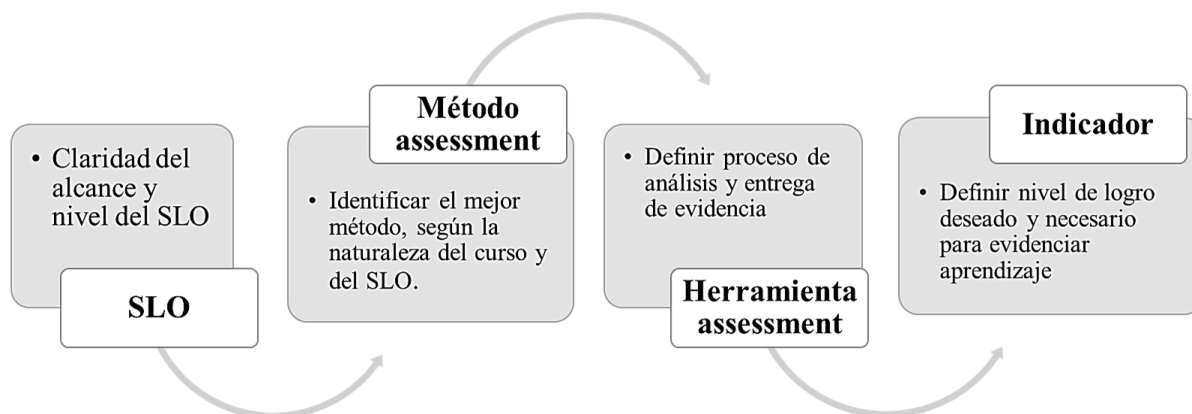 • Claridad del
alcance y
nivel del SLO
SLO
Método
assessment
• Identificar el mejor
método, según la
naturaleza del curso y
del SLO.
• Definir proceso de
análisis y entrega
de evidencia
Herramienta
assessment
Indicador
• Definir nivel de logro
deseado y necesario
para evidenciar
aprendizaje